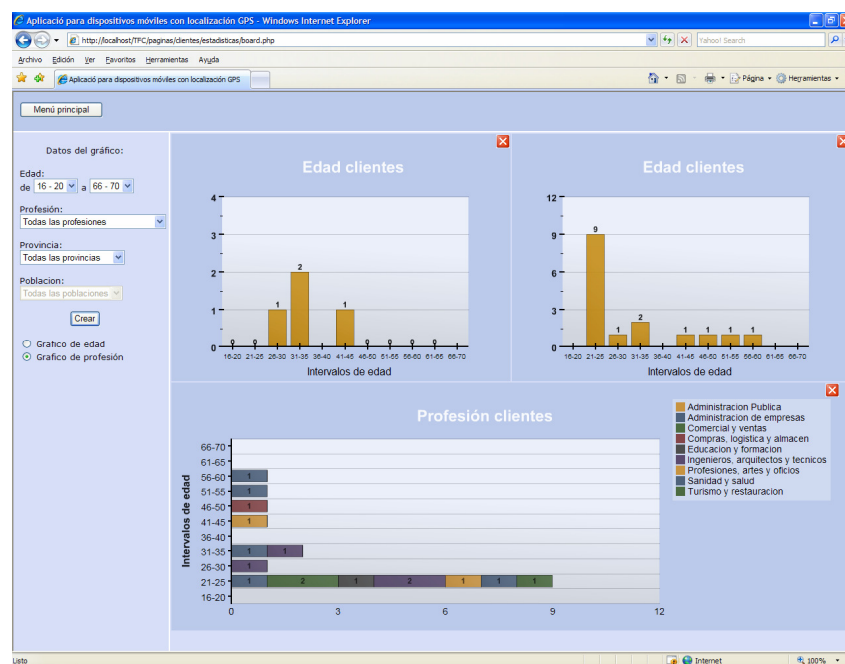 Aplicació para dispositivos móviles con localización GPS - Windows Internet Explorer
http://localhost/TFC/paginas/clientes/estadisticas/board.php
Yahoo! Search
Archivo Edición Ver Favoritos Herramientas Ayuda
Aplicació para dispositivos móviles con localización GPS
Página Herramientas
Menú principal
Datos del gráfico:
Edad:
de 16 - 20 a 66 - 70
Profesión:
Todas las profesiones
Provincia:
Todas las provincias
Poblacion:
Todas las poblaciones
Crear
Grafico de edad
Grafico de profesión
Edad clientes
4
3
2
1
0
0 0 1 2 1 0 0 0 0
16-20 21-25 26-30 31-35 36-40 41-45 46-50 51-55 56-60 61-65 66-70
Intervalos de edad
Edad clientes
12
9
6
3
0
9 1 2 1 1 1 1
16-20 21-25 26-30 31-35 36-40 41-45 46-50 51-55 56-60 61-65 66-70
Intervalos de edad
Profesión clientes
Intervalos de edad
66-70
61-65
56-60 1
51-55 1
46-50 1
41-45 1
36-40
31-35 1 1
26-30 1
21-25 1 2 1 2 1 1 1
16-20
0 3 6 9 12
Administracion Publica
Administracion de empresas
Comercial y ventas
Compras, logistica y almacen
Educacion y formacion
Ingenieros, arquitectos y tecnicos
Profesiones, artes y oficios
Sanidad y salud
Turismo y restauracion
Listo
Internet
100%